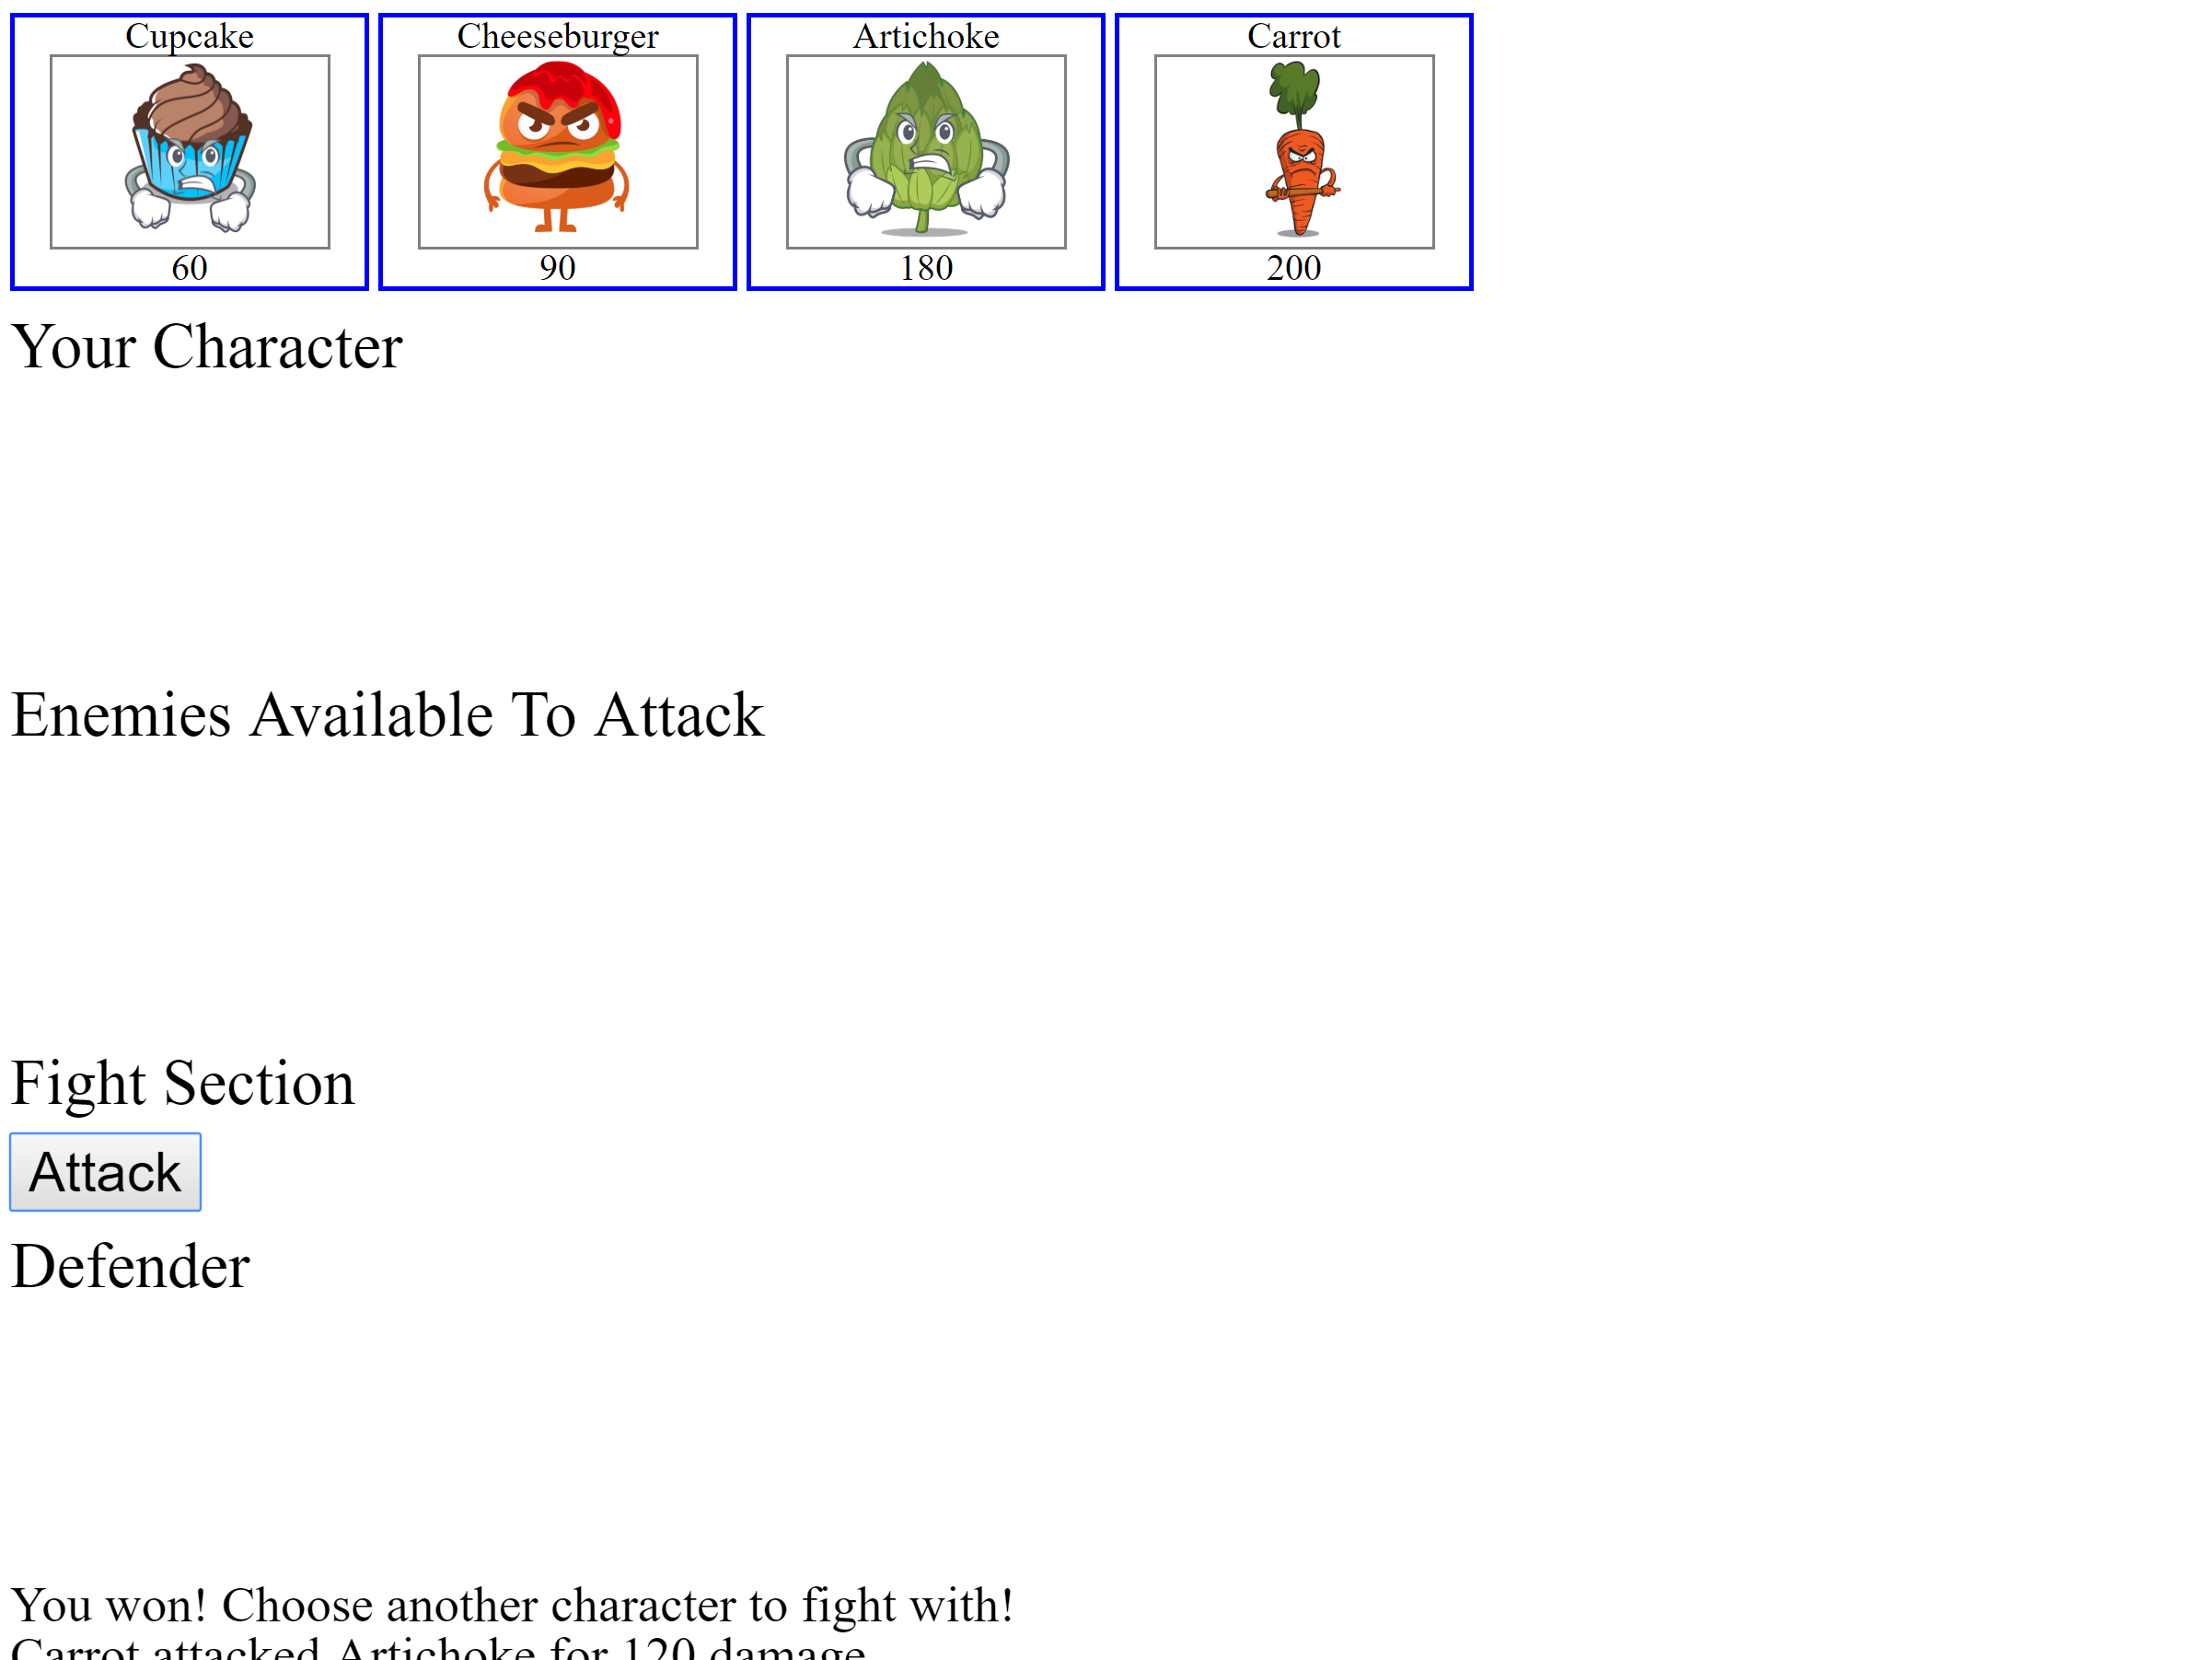 Cupcake Cheeseburger Artichoke Carrot
60 90 180 200
Your Character
Enemies Available To Attack
Fight Section
Attack
Defender
You won! Choose another character to fight with!
Carrot attacked Artichoke for 120 damage